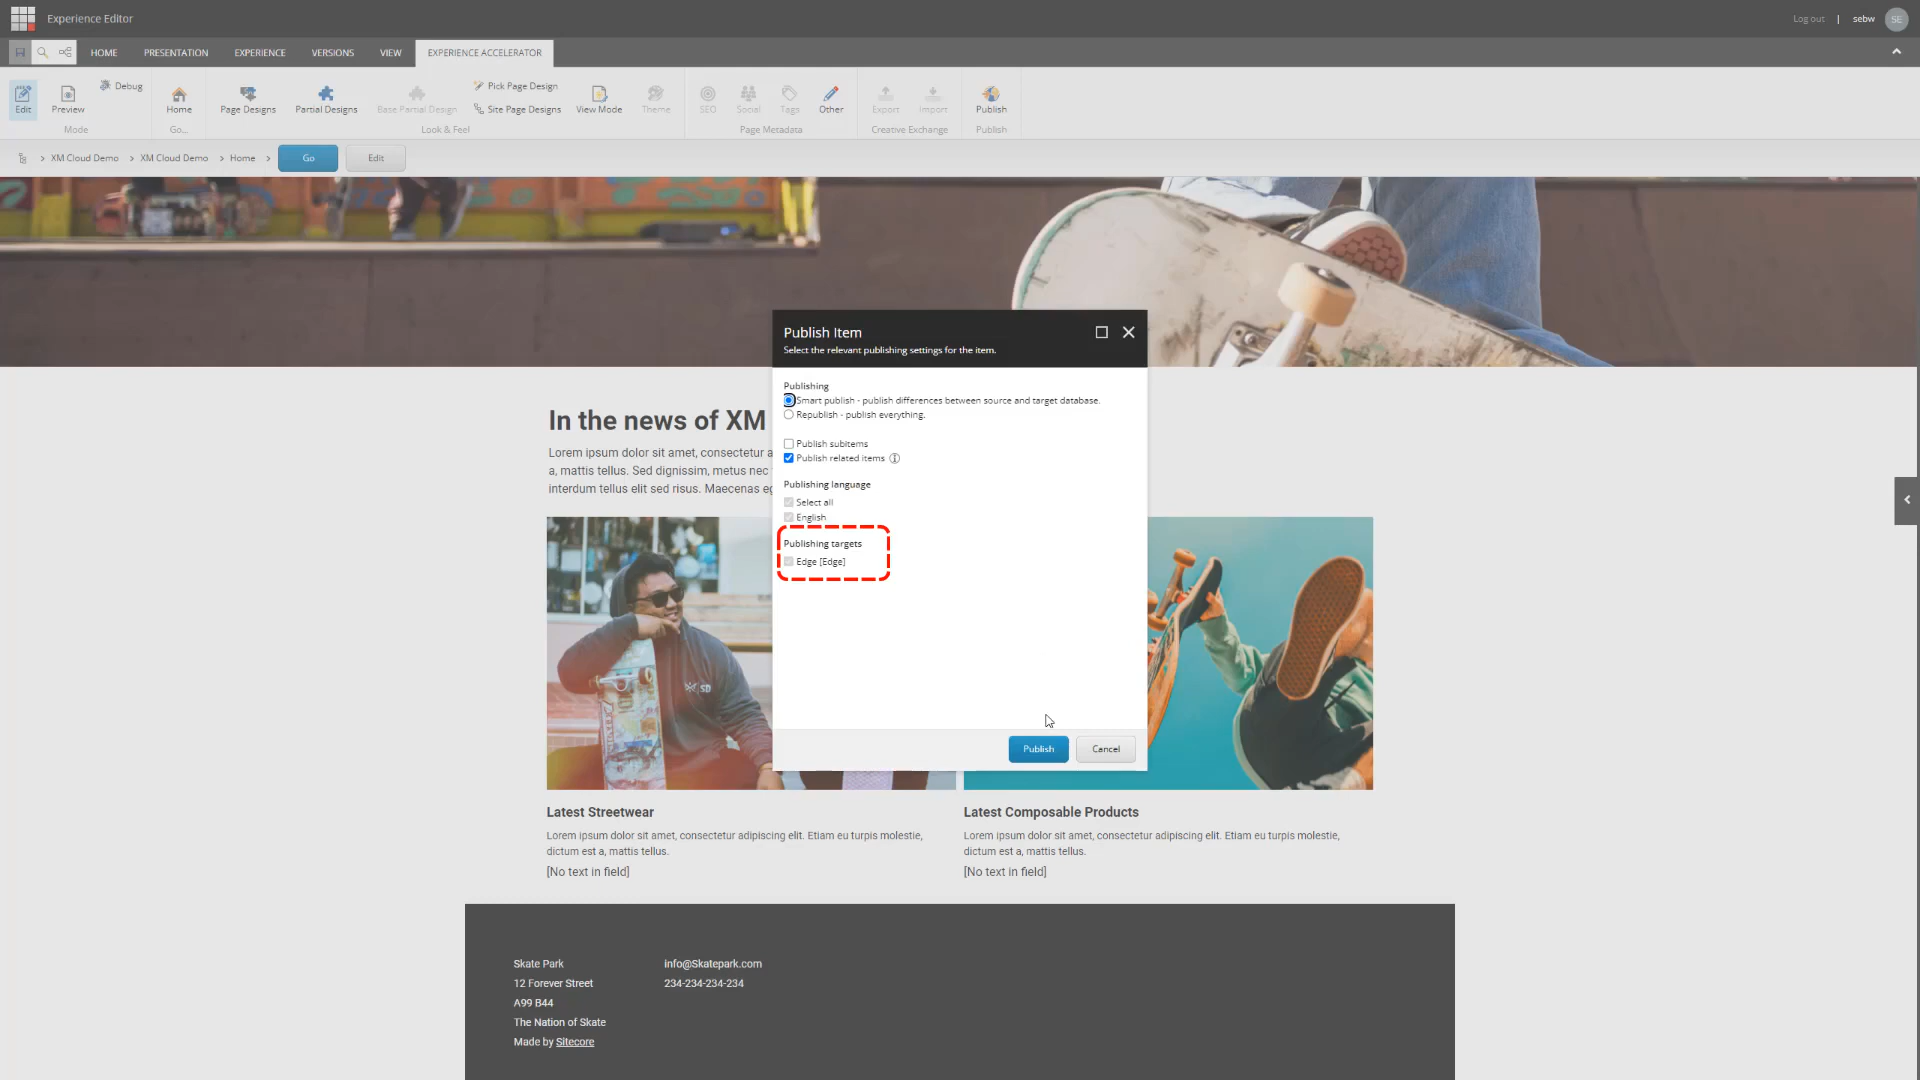 Experience Editor
Log out | sebw SE
HOME PRESENTATION EXPERIENCE VERSIONS VIEW EXPERIENCE ACCELERATOR
Edit Preview Debug
Mode
Home
Go...
Page Designs Partial Designs Base Partial Design Pick Page Design Site Page Designs View Mode Theme
Look & Feel
SEO Social Tags Other
Page Metadata
Export Import
Creative Exchange
Publish
Publish
XM Cloud Demo XM Cloud Demo Home Go Edit
Publish Item
Select the relevant publishing settings for the item.
Publishing
Smart publish - publish differences between source and target database.
Republish - publish everything.
Publish subitems
Publish related items
Publishing language
Select all
English
Publishing targets
Edge [Edge]
Publish Cancel
In the news of XM
Lorem ipsum dolor sit amet, consectetur a
a, mattis tellus. Sed dignissim, metus nec
interdum tellus elit sed risus. Maecenas eg
SD
Latest Streetwear
Lorem ipsum dolor sit amet, consectetur adipiscing elit. Etiam eu turpis molestie,
dictum est a, mattis tellus.
[No text in field]
Latest Composable Products
Lorem ipsum dolor sit amet, consectetur adipiscing elit. Etiam eu turpis molestie,
dictum est a, mattis tellus.
[No text in field]
Skate Park
12 Forever Street
A99 B44
The Nation of Skate
Made by Sitecore
info@Skatepark.com
234-234-234-234